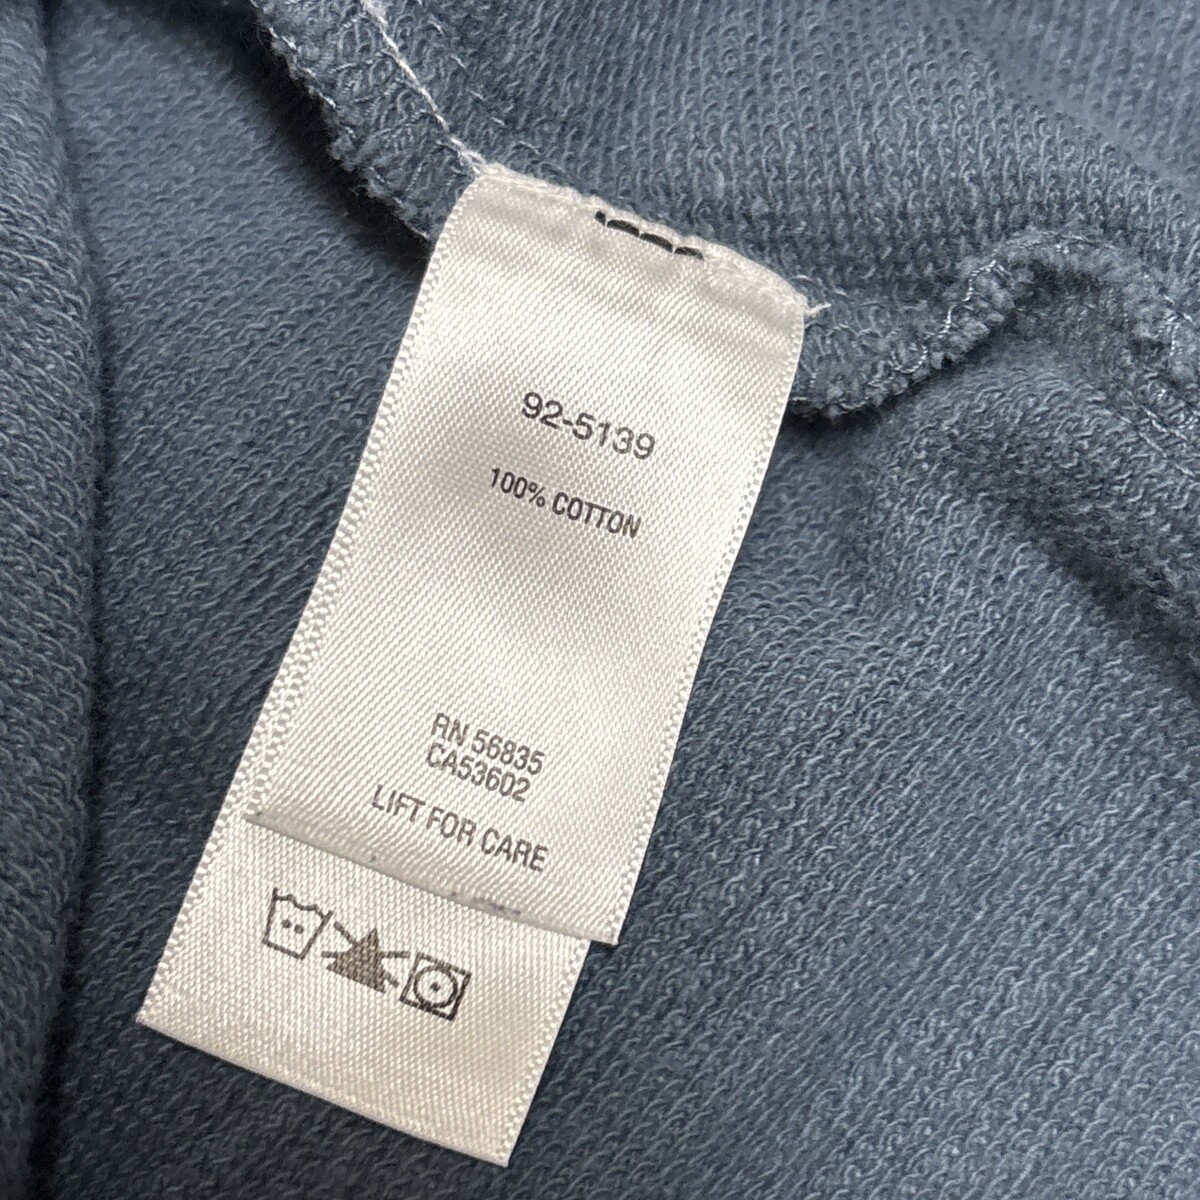 92-5139
100% COTTON
RN 56835
CA53602
LIFT FOR CARE